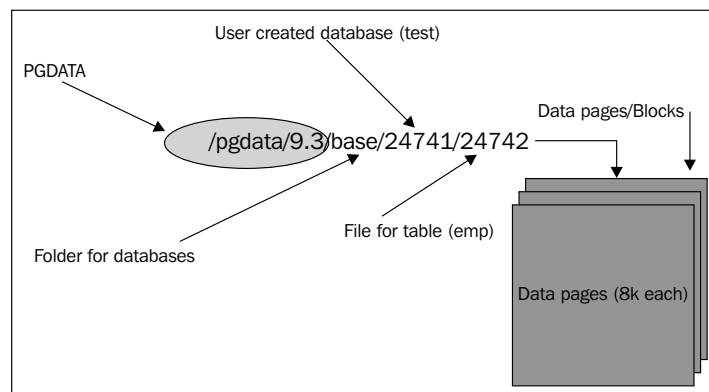 User created database (test)
PGDATA
Data pages/Blocks
/pgdata/9.3/base/24741/24742
File for table (emp)
Folder for databases
Data pages (8k each)